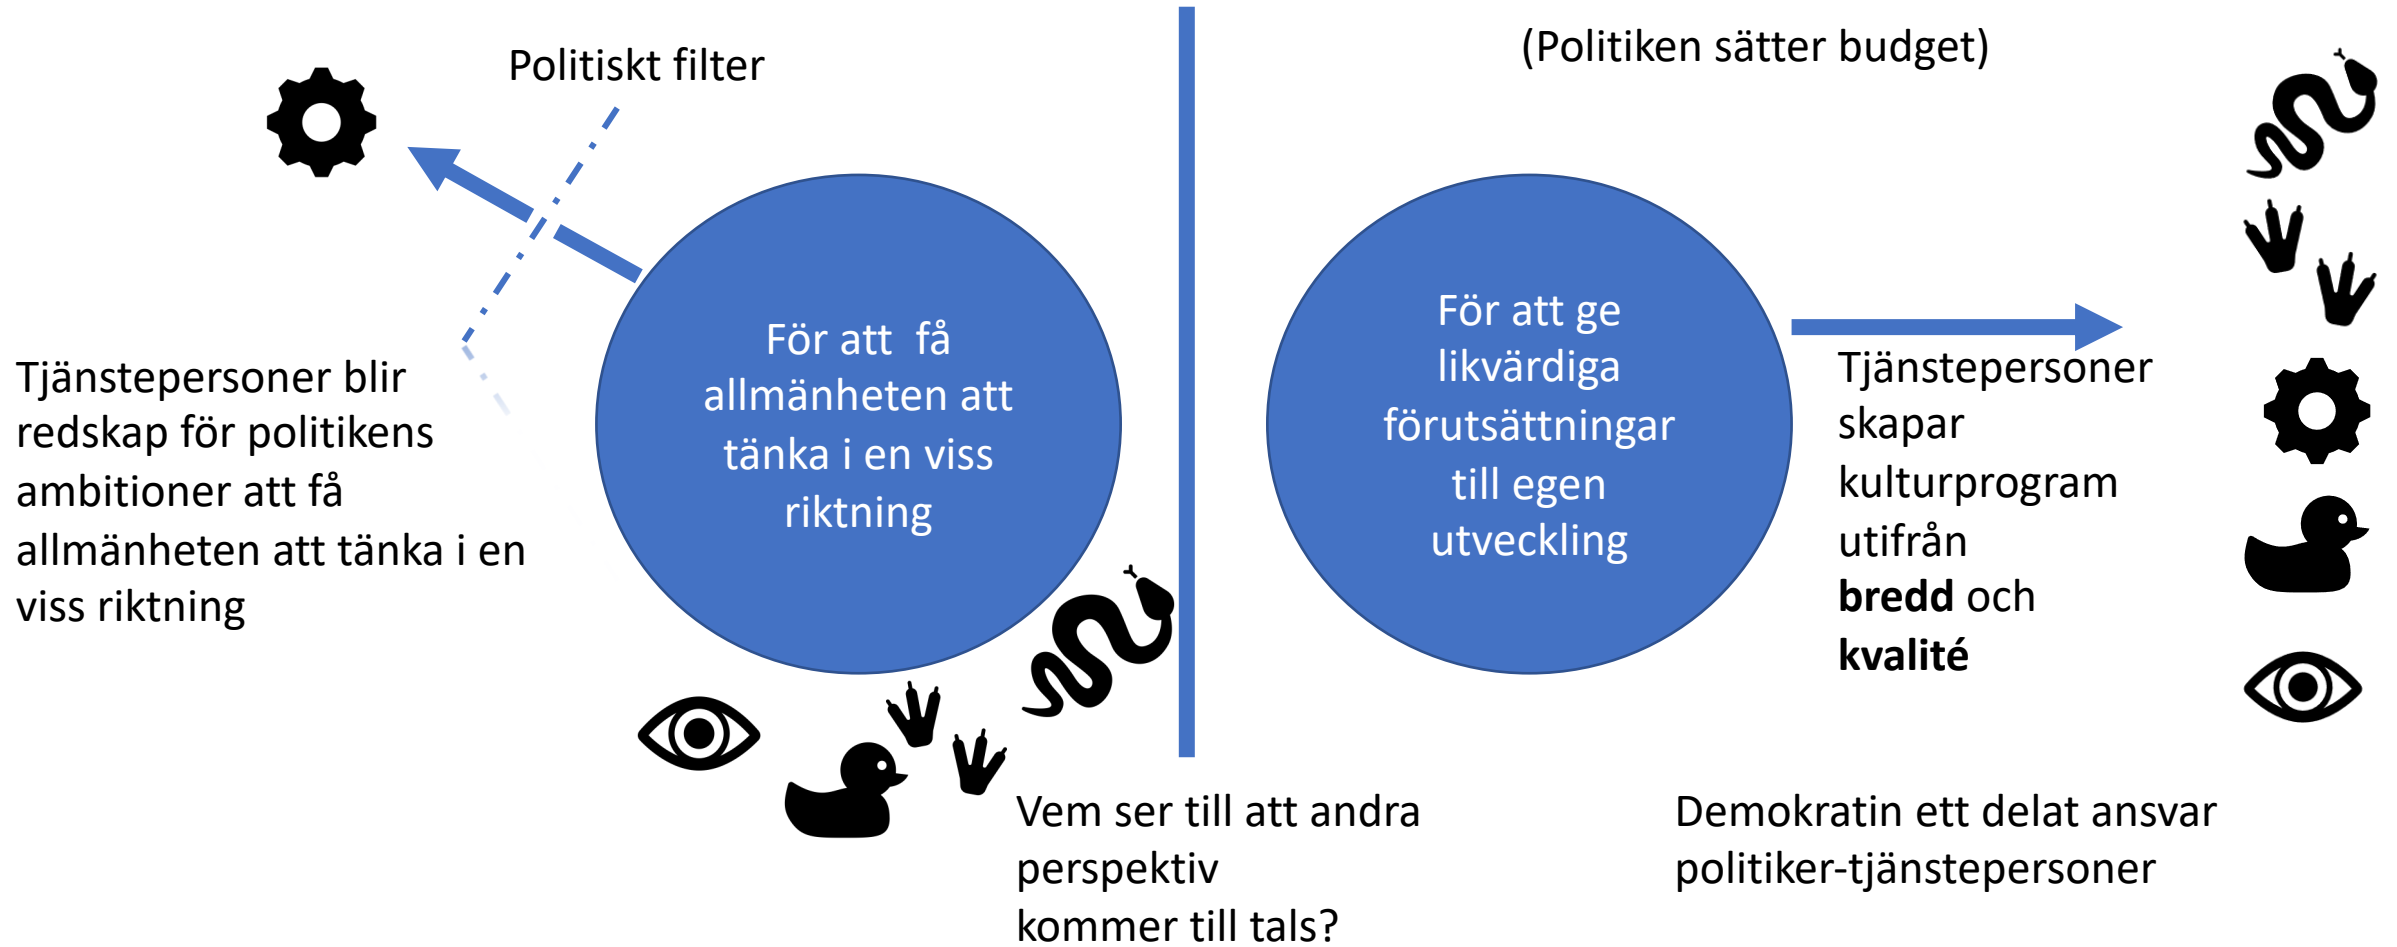 Politiskt filter
Tjänstepersoner blir
redskap för politikens
ambitioner att få
allmänheten att tänka i en
viss riktning
För att  få
allmänheten att
tänka i en viss
riktning
Vem ser till att andra
perspektiv
kommer till tals?
(Politiken sätter budget)
För att ge
likvärdiga
förutsättningar
till egen
utveckling
Tjänstepersoner
skapar
kulturprogram
utifrån
bredd och
kvalité
Demokratin ett delat ansvar
politiker-tjänstepersoner